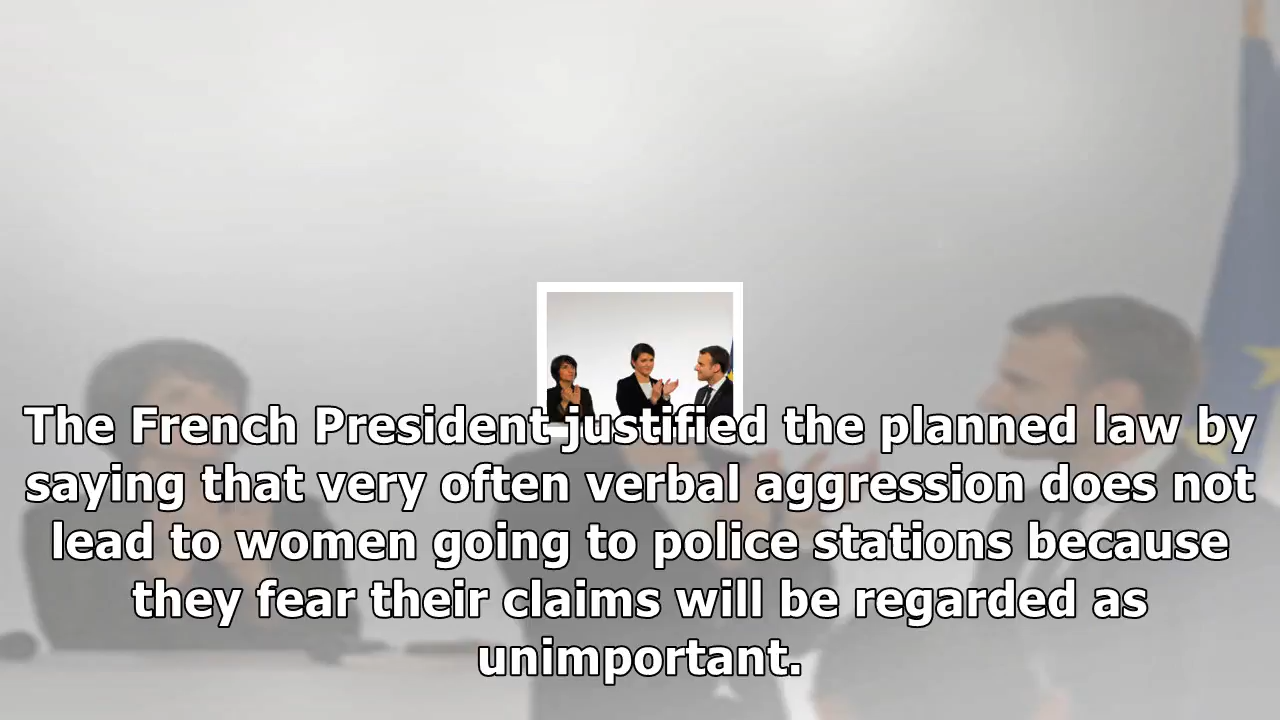 The French President justified the planned law by
saying that very often verbal aggression does not
lead to women going to police stations because
they fear their claims will be regarded as
unimportant.